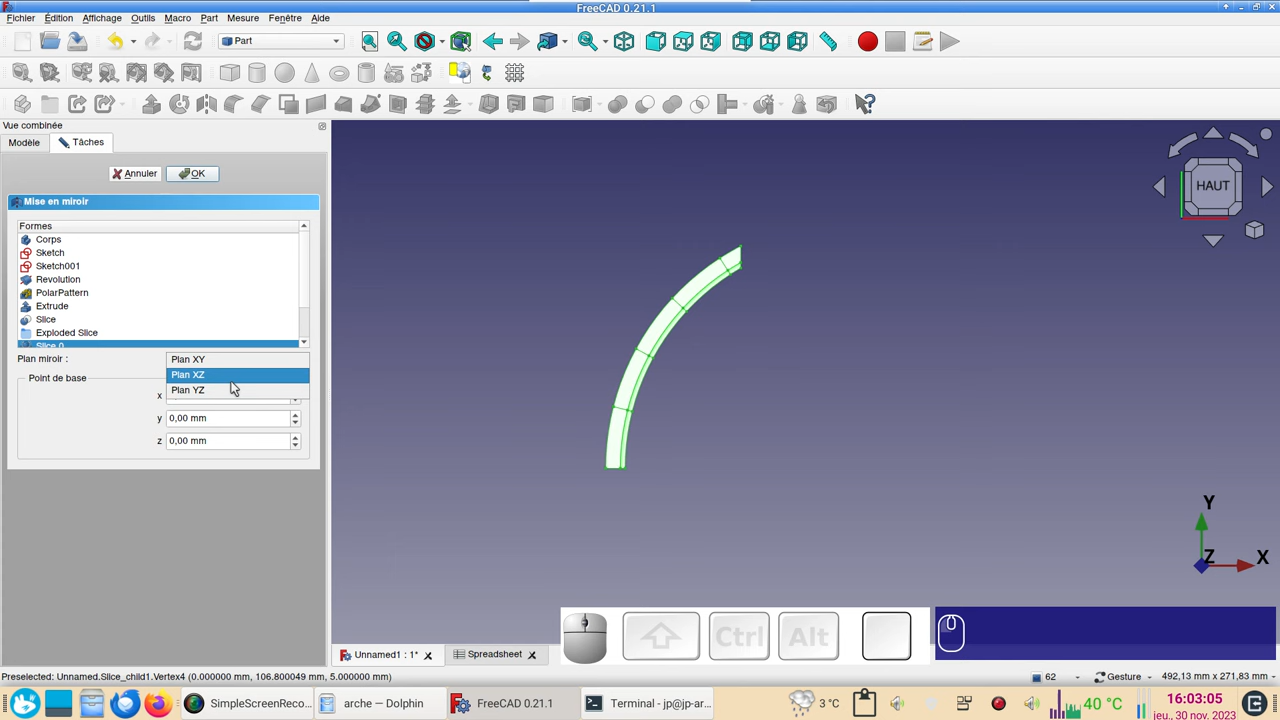 FreeCAD 0.21.1
Fichier Édition Affichage Outils Macro Part Mesure Fenêtre Aide
Part
Vue combinée
Modèle Tâches
Annuler OK
Mise en miroir
Formes
Corps
Sketch
Sketch001
Revolution
PolarPattern
Extrude
Slice
Exploded Slice
Slice.0
Plan miroir :
Plan XY
Plan XZ
Plan YZ
Point de base
x
y 0,00 mm
z 0,00 mm
HAUT
Y
Z
X
Ctrl
Alt
Unnamed1 : 1*
Spreadsheet
Preselected: Unnamed.Slice_child1.Vertex4 (0.000000 mm, 106.800049 mm, 5.000000 mm)
62
Gesture
492,13 mm x 271,83 mm
SimpleScreenReco...
arche — Dolphin
FreeCAD 0.21.1
Terminal - jp@jp-ar...
3 °C
40 °C
16:03:05
jeu., 30 nov. 2023